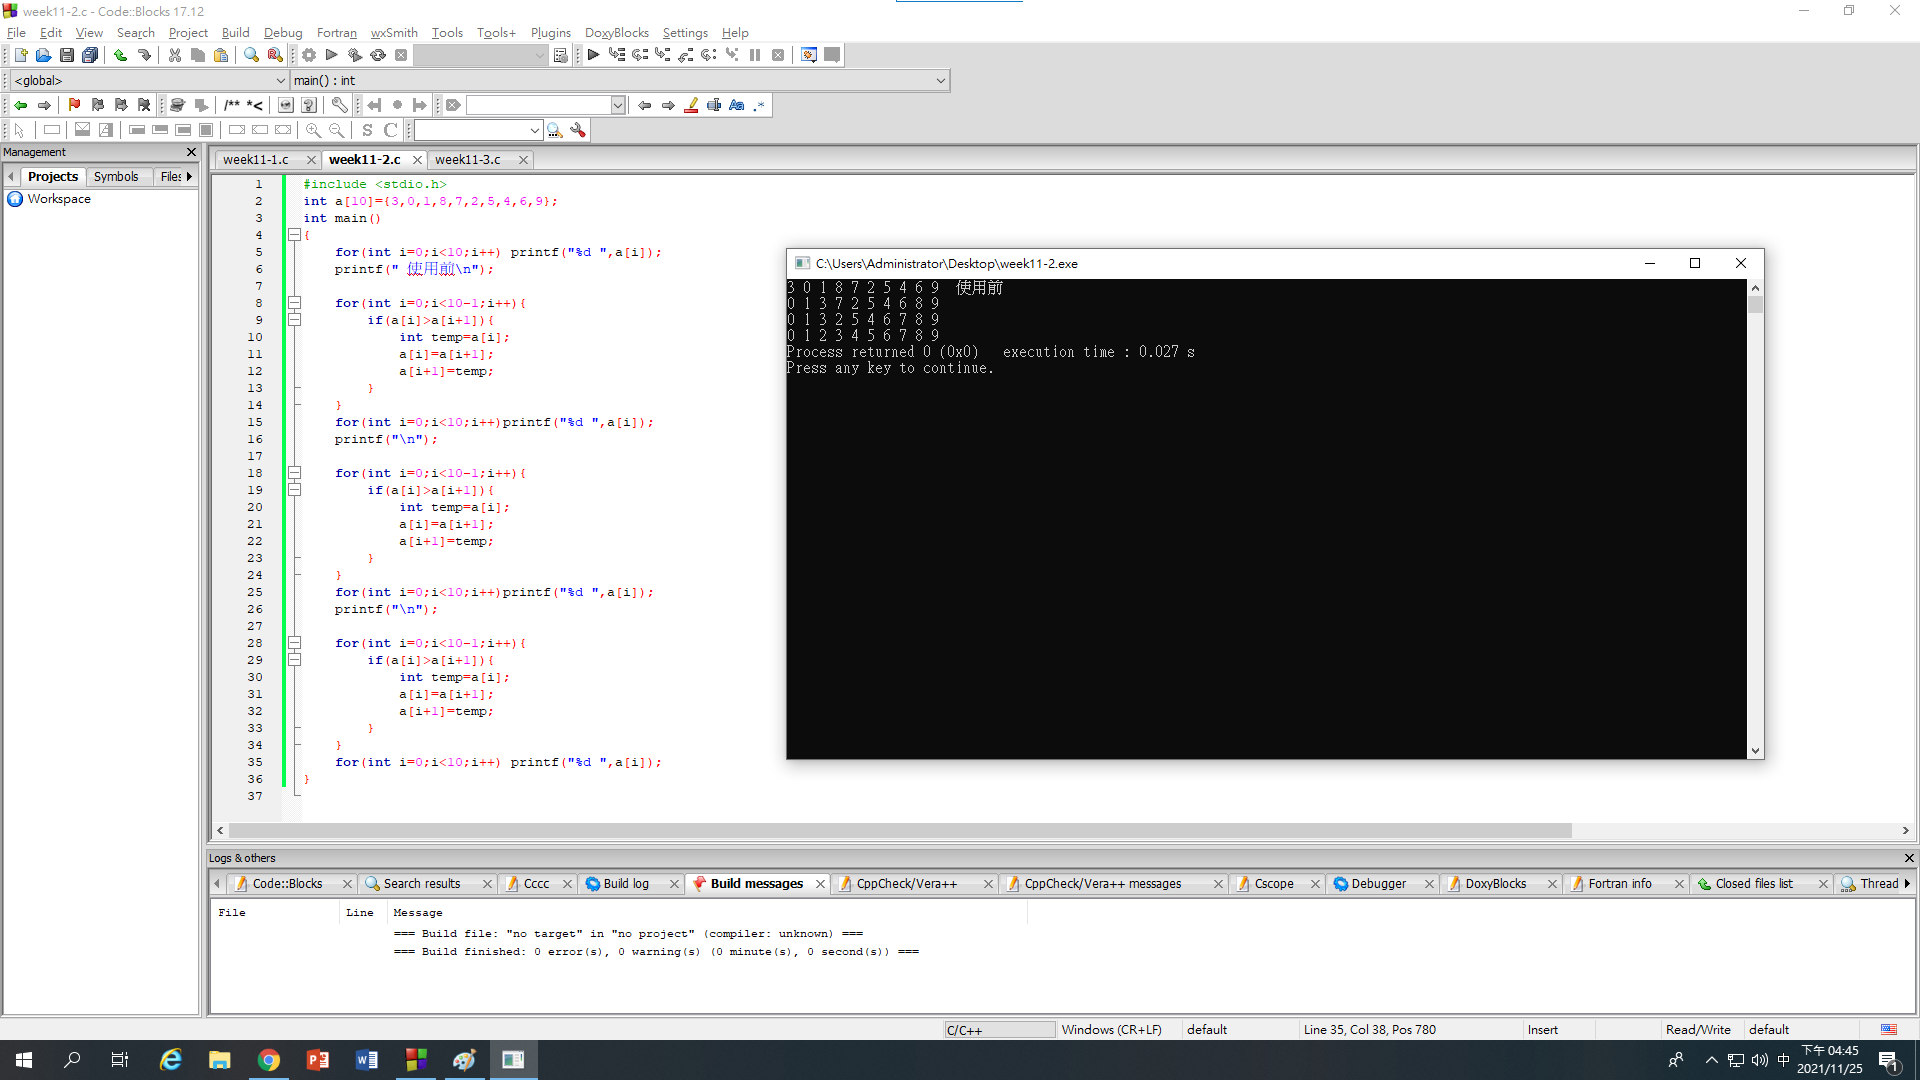 week11-2.c - Code::Blocks 17.12
File Edit View Search Project Build Debug Fortran wxSmith Tools Tools+ Plugins DoxyBlocks Settings Help
<global> main() : int
/** *<
Aa .*
S C
Management
Projects Symbols Files
Workspace
week11-1.c week11-2.c week11-3.c
1 #include <stdio.h>
2 int a[10]={3,0,1,8,7,2,5,4,6,9};
3 int main()
4 {
5 for(int i=0;i<10;i++) printf("%d ",a[i]);
6 printf(" 使用前\n");
7
8 for(int i=0;i<10-1;i++){
9 if(a[i]>a[i+1]){
10 int temp=a[i];
11 a[i]=a[i+1];
12 a[i+1]=temp;
13 }
14 }
15 for(int i=0;i<10;i++)printf("%d ",a[i]);
16 printf("\n");
17
18 for(int i=0;i<10-1;i++){
19 if(a[i]>a[i+1]){
20 int temp=a[i];
21 a[i]=a[i+1];
22 a[i+1]=temp;
23 }
24 }
25 for(int i=0;i<10;i++)printf("%d ",a[i]);
26 printf("\n");
27
28 for(int i=0;i<10-1;i++){
29 if(a[i]>a[i+1]){
30 int temp=a[i];
31 a[i]=a[i+1];
32 a[i+1]=temp;
33 }
34 }
35 for(int i=0;i<10;i++) printf("%d ",a[i]);
36 }
37
C:\Users\Administrator\Desktop\week11-2.exe
3 0 1 8 7 2 5 4 6 9  使用前
0 1 3 7 2 5 4 6 8 9
0 1 3 2 5 4 6 7 8 9
0 1 2 3 4 5 6 7 8 9
Process returned 0 (0x0)   execution time : 0.027 s
Press any key to continue.
Logs & others
Code::Blocks Search results Cccc Build log Build messages CppCheck/Vera++ CppCheck/Vera++ messages Cscope Debugger DoxyBlocks Fortran info Closed files list Thread
File Line Message
=== Build file: "no target" in "no project" (compiler: unknown) ===
=== Build finished: 0 error(s), 0 warning(s) (0 minute(s), 0 second(s)) ===
C/C++ Windows (CR+LF) default Line 35, Col 38, Pos 780 Insert Read/Write default
中 下午 04:45
2021/11/25
1